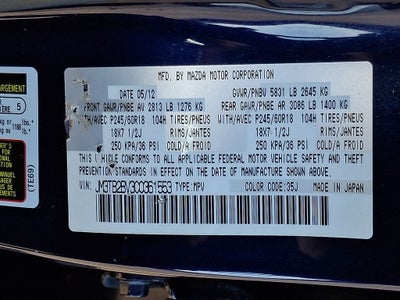 MFD. BY MAZDA MOTOR CORPORATION
DATE 05/12 GVWR/PNBV 5831 LB 2645 KG
FRONT GAWR/PNBE AV 2813 LB 1276 KG REAR GAWR/PNBE AR 3086 LB 1400 KG
WITH/AVEC P245/60R18 104H TIRES/PNEUS WITH/AVEC P245/60R18 104H TIRES/PNEUS
18X7 1/2J RIMS/JANTES 18X7 1/2J RIMS/JANTES
250 KPA/36 PSI COLD/A FROID 250 KPA/36 PSI COLD/A FROID
THIS VEHICLE CONFORMS TO ALL APPLICABLE FEDERAL MOTOR VEHICLE SAFETY AND THEFT
PREVENTION STANDARDS IN EFFECT ON THE DATE OF MANUFACTURE SHOWN ABOVE.
VIN: TYPE:MPV COLOR CODE:35J MADE IN JAPAN
5
lbs.*
lbs.*
(TE69)